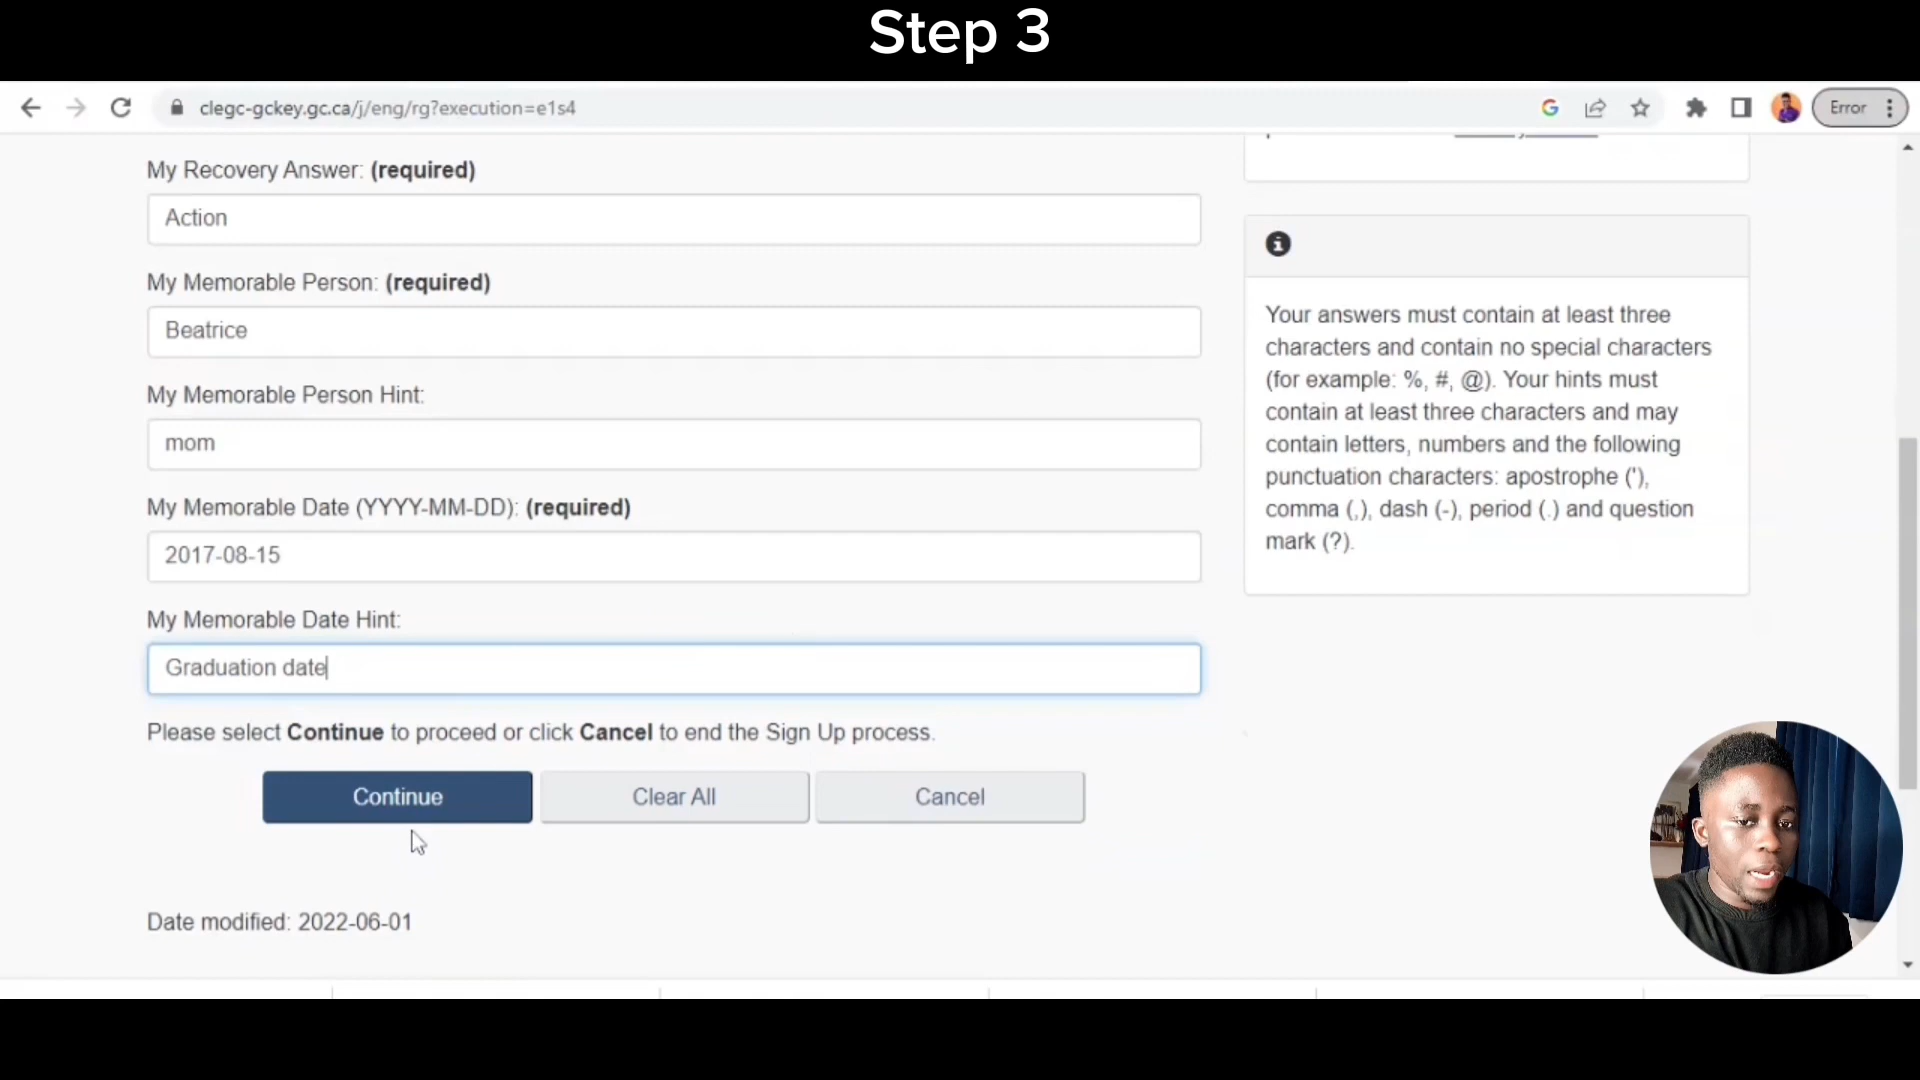 Step 3
clegc-gckey.gc.ca/j/eng/rg?execution=e1s4
Error
My Recovery Answer: (required)
Action
My Memorable Person: (required)
Beatrice
My Memorable Person Hint:
mom
My Memorable Date (YYYY-MM-DD): (required)
2017-08-15
My Memorable Date Hint:
Graduation date
Please select Continue to proceed or click Cancel to end the Sign Up process.
Continue
Clear All
Cancel
Date modified: 2022-06-01
Your answers must contain at least three
characters and contain no special characters
(for example: %, #, @). Your hints must
contain at least three characters and may
contain letters, numbers and the following
punctuation characters: apostrophe ('),
comma (,), dash (-), period (.) and question
mark (?).